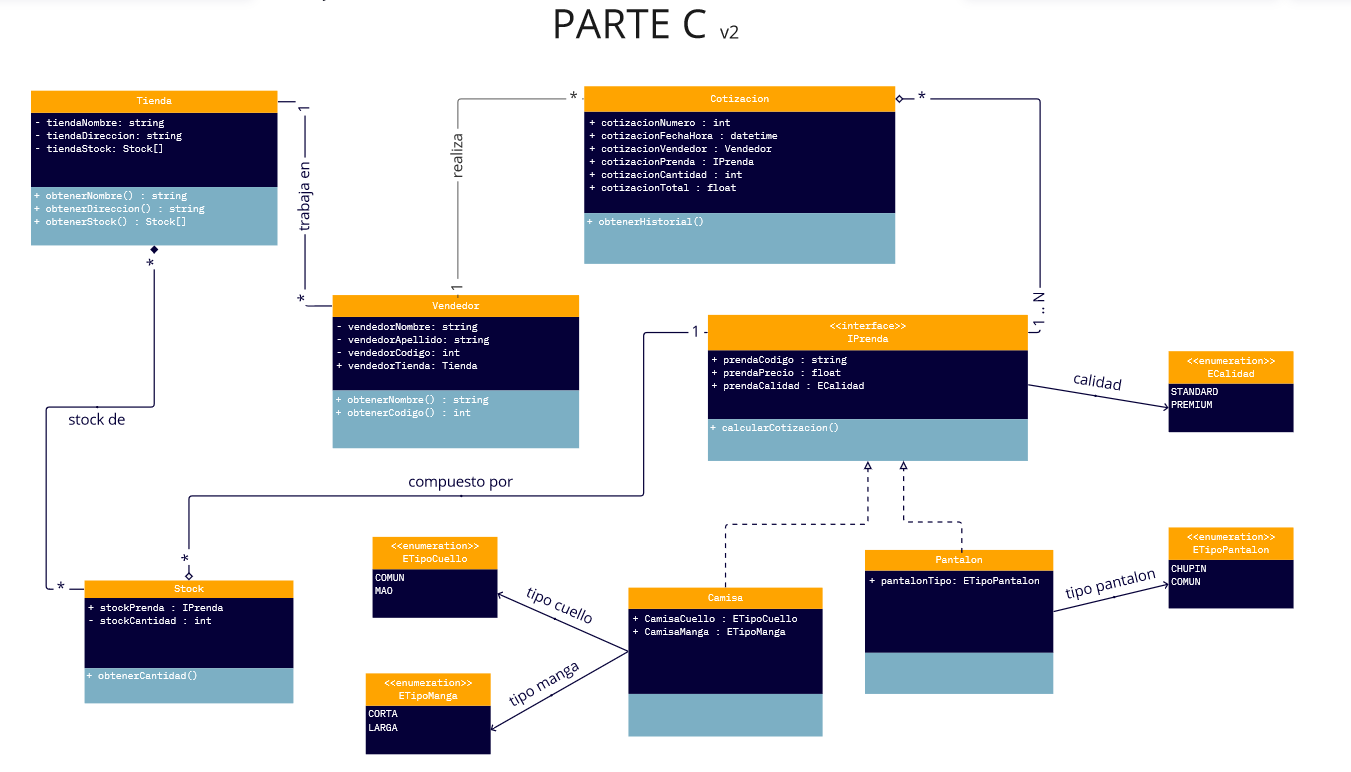 PARTE C v2
Tienda
- tiendaNombre: string
- tiendaDireccion: string
- tiendaStock: Stock[]
+ obtenerNombre() : string
+ obtenerDireccion() : string
+ obtenerStock() : Stock[]
1
trabaja en
*
realiza
*
1
Cotizacion
+ cotizacionNumero : int
+ cotizacionFechaHora : datetime
+ cotizacionVendedor : Vendedor
+ cotizacionPrenda : IPrenda
+ cotizacionCantidad : int
+ cotizacionTotal : float
+ obtenerHistorial()
*
1..N
Vendedor
- vendedorNombre: string
- vendedorApellido: string
- vendedorCodigo: int
+ vendedorTienda: Tienda
+ obtenerNombre() : string
+ obtenerCodigo() : int
<<interface>>
IPrenda
+ prendaCodigo : string
+ prendaPrecio : float
+ prendaCalidad : ECalidad
+ calcularCotizacion()
1
calidad
<<enumeration>>
ECalidad
STANDARD
PREMIUM
*
stock de
*
compuesto por
*
Stock
+ stockPrenda : IPrenda
- stockCantidad : int
+ obtenerCantidad()
<<enumeration>>
ETipoCuello
COMUN
MAO
tipo cuello
<<enumeration>>
ETipoManga
CORTA
LARGA
tipo manga
Camisa
+ CamisaCuello : ETipoCuello
+ CamisaManga : ETipoManga
Pantalon
+ pantalonTipo: ETipoPantalon
tipo pantalon
<<enumeration>>
ETipoPantalon
CHUPIN
COMUN